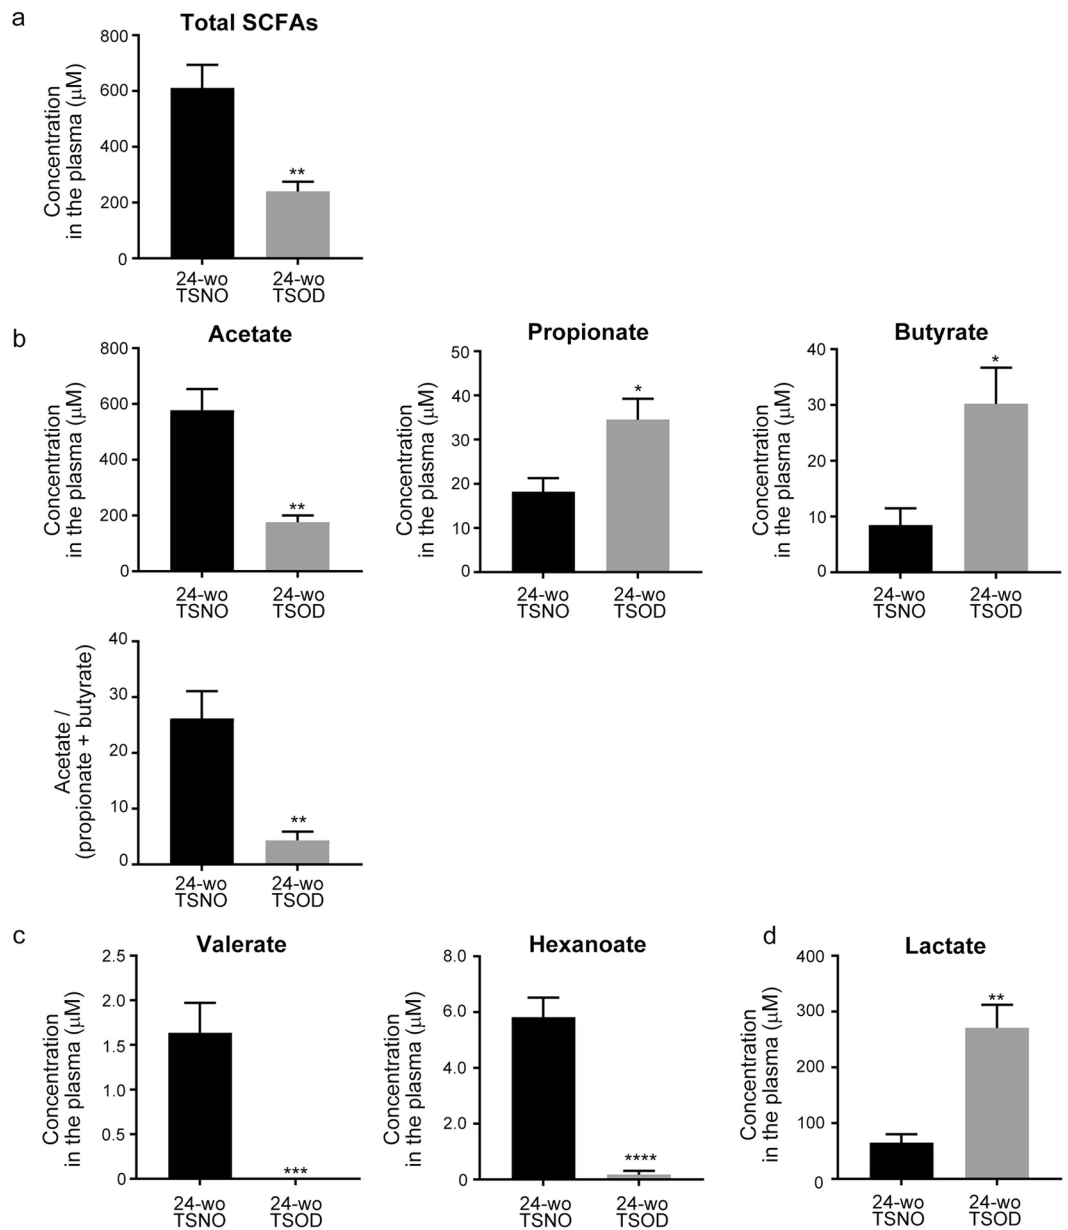 a
Total SCFAs
Concentration
in the plasma (μM)
800
600
400
200
0
**
24-wo
TSNO
24-wo
TSOD
b
Acetate
Concentration
in the plasma (μM)
800
600
400
200
0
**
24-wo
TSNO
24-wo
TSOD
Propionate
Concentration
in the plasma (μM)
50
40
30
20
10
0
*
24-wo
TSNO
24-wo
TSOD
Butyrate
Concentration
in the plasma (μM)
40
30
20
10
0
*
24-wo
TSNO
24-wo
TSOD
Acetate /
(propionate + butyrate)
40
30
20
10
0
**
24-wo
TSNO
24-wo
TSOD
c
Valerate
Concentration
in the plasma (μM)
2.5
2.0
1.5
1.0
0.5
0
***
24-wo
TSNO
24-wo
TSOD
Hexanoate
Concentration
in the plasma (μM)
8.0
6.0
4.0
2.0
0
****
24-wo
TSNO
24-wo
TSOD
d
Lactate
Concentration
in the plasma (μM)
400
300
200
100
0
**
24-wo
TSNO
24-wo
TSOD